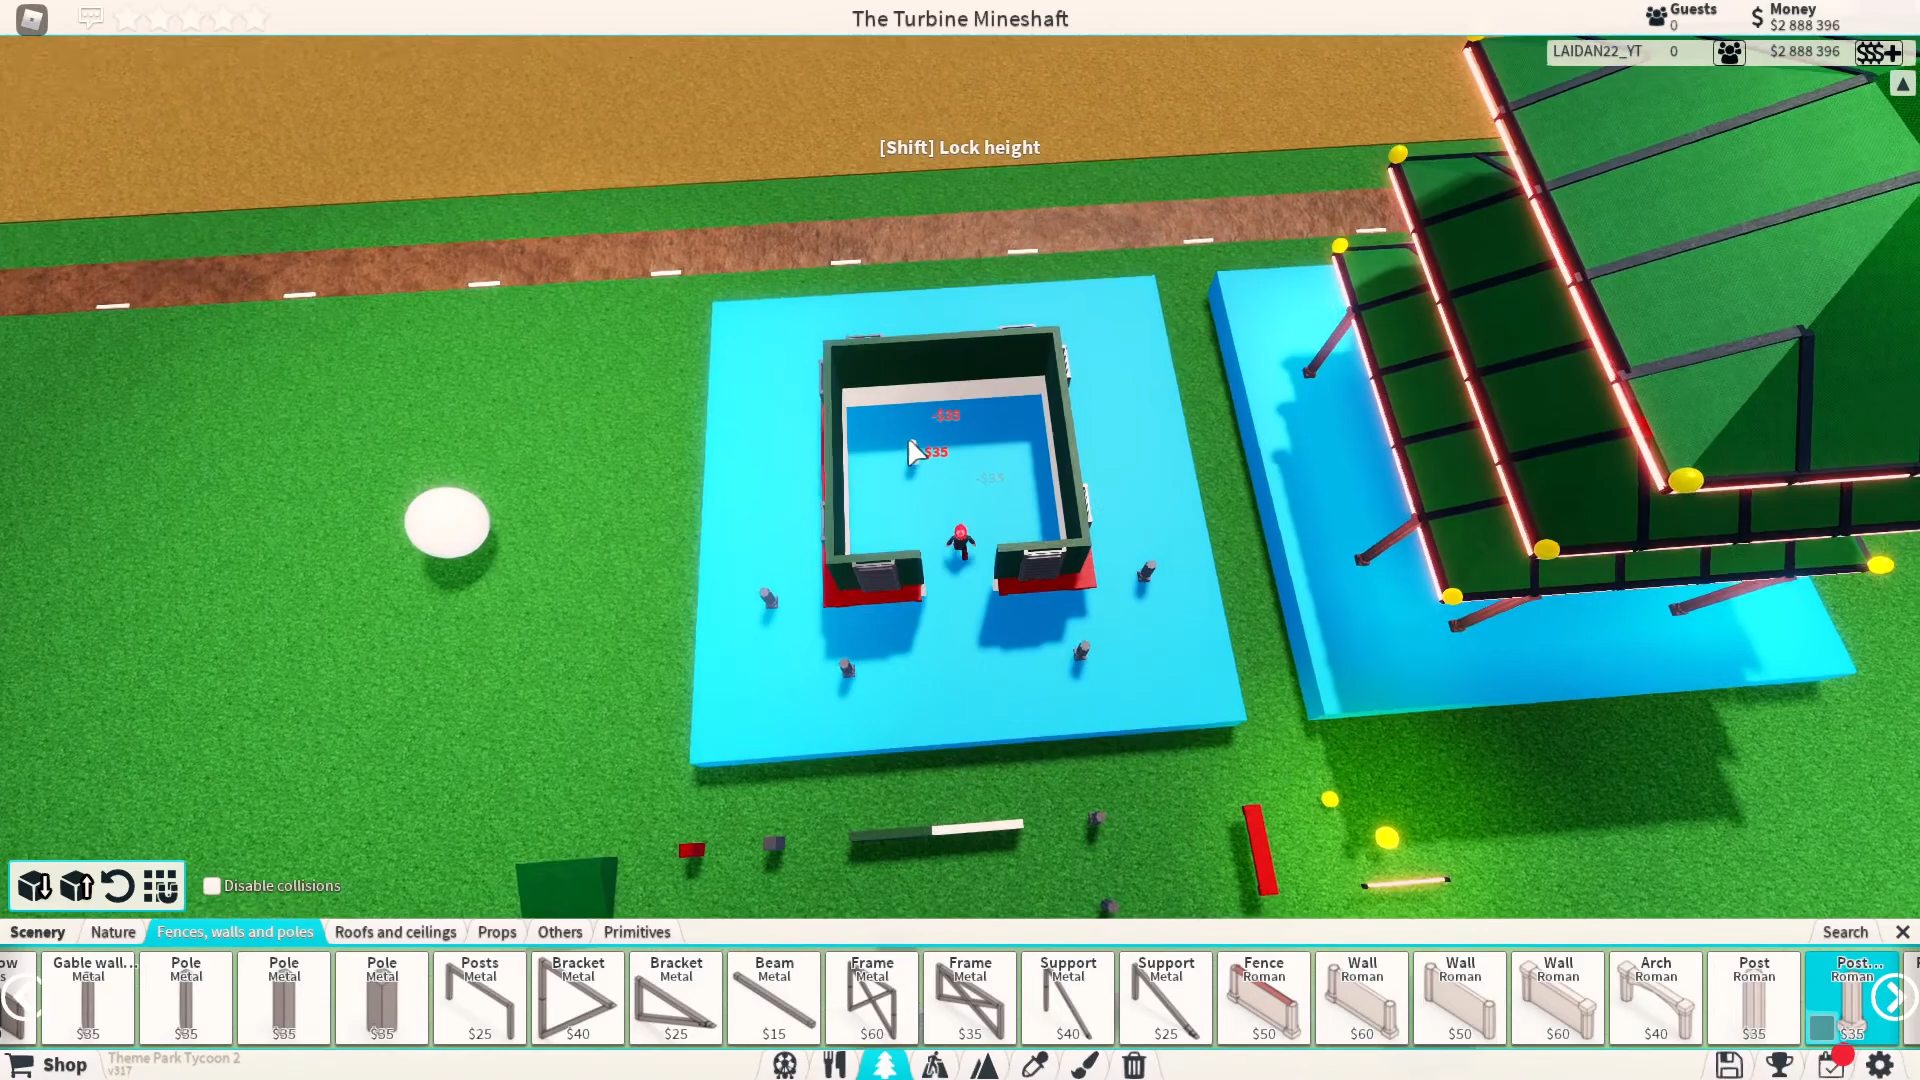 The Turbine Mineshaft
Guests
0
Money
$2 888 396
LAIDAN22_YT 0 $2 888 396 $$$+
[Shift] Lock height
-$35
$35
-$35
Disable collisions
Scenery Nature Fences, walls and poles Roofs and ceilings Props Others Primitives Search
ow
s
Gable wall...
Metal
$35
Pole
Metal
$35
Pole
Metal
$35
Pole
Metal
$35
Posts
Metal
$25
Bracket
Metal
$40
Bracket
Metal
$25
Beam
Metal
$15
Frame
Metal
$60
Frame
Metal
$35
Support
Metal
$40
Support
Metal
$25
Fence
Roman
$50
Wall
Roman
$60
Wall
Roman
$50
Wall
Roman
$60
Arch
Roman
$40
Post
Roman
$35
Post...
Roman
$35
Shop
Theme Park Tycoon 2
v317